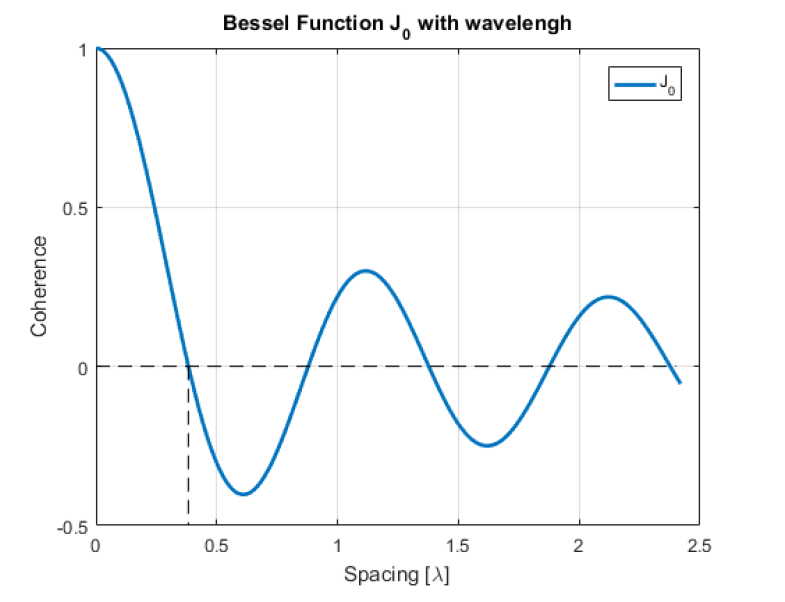 Bessel Function J₀ with wavelengh
J₀
1
0.5
0
-0.5
Coherence
0
0.5
1
1.5
2
2.5
Spacing [λ]